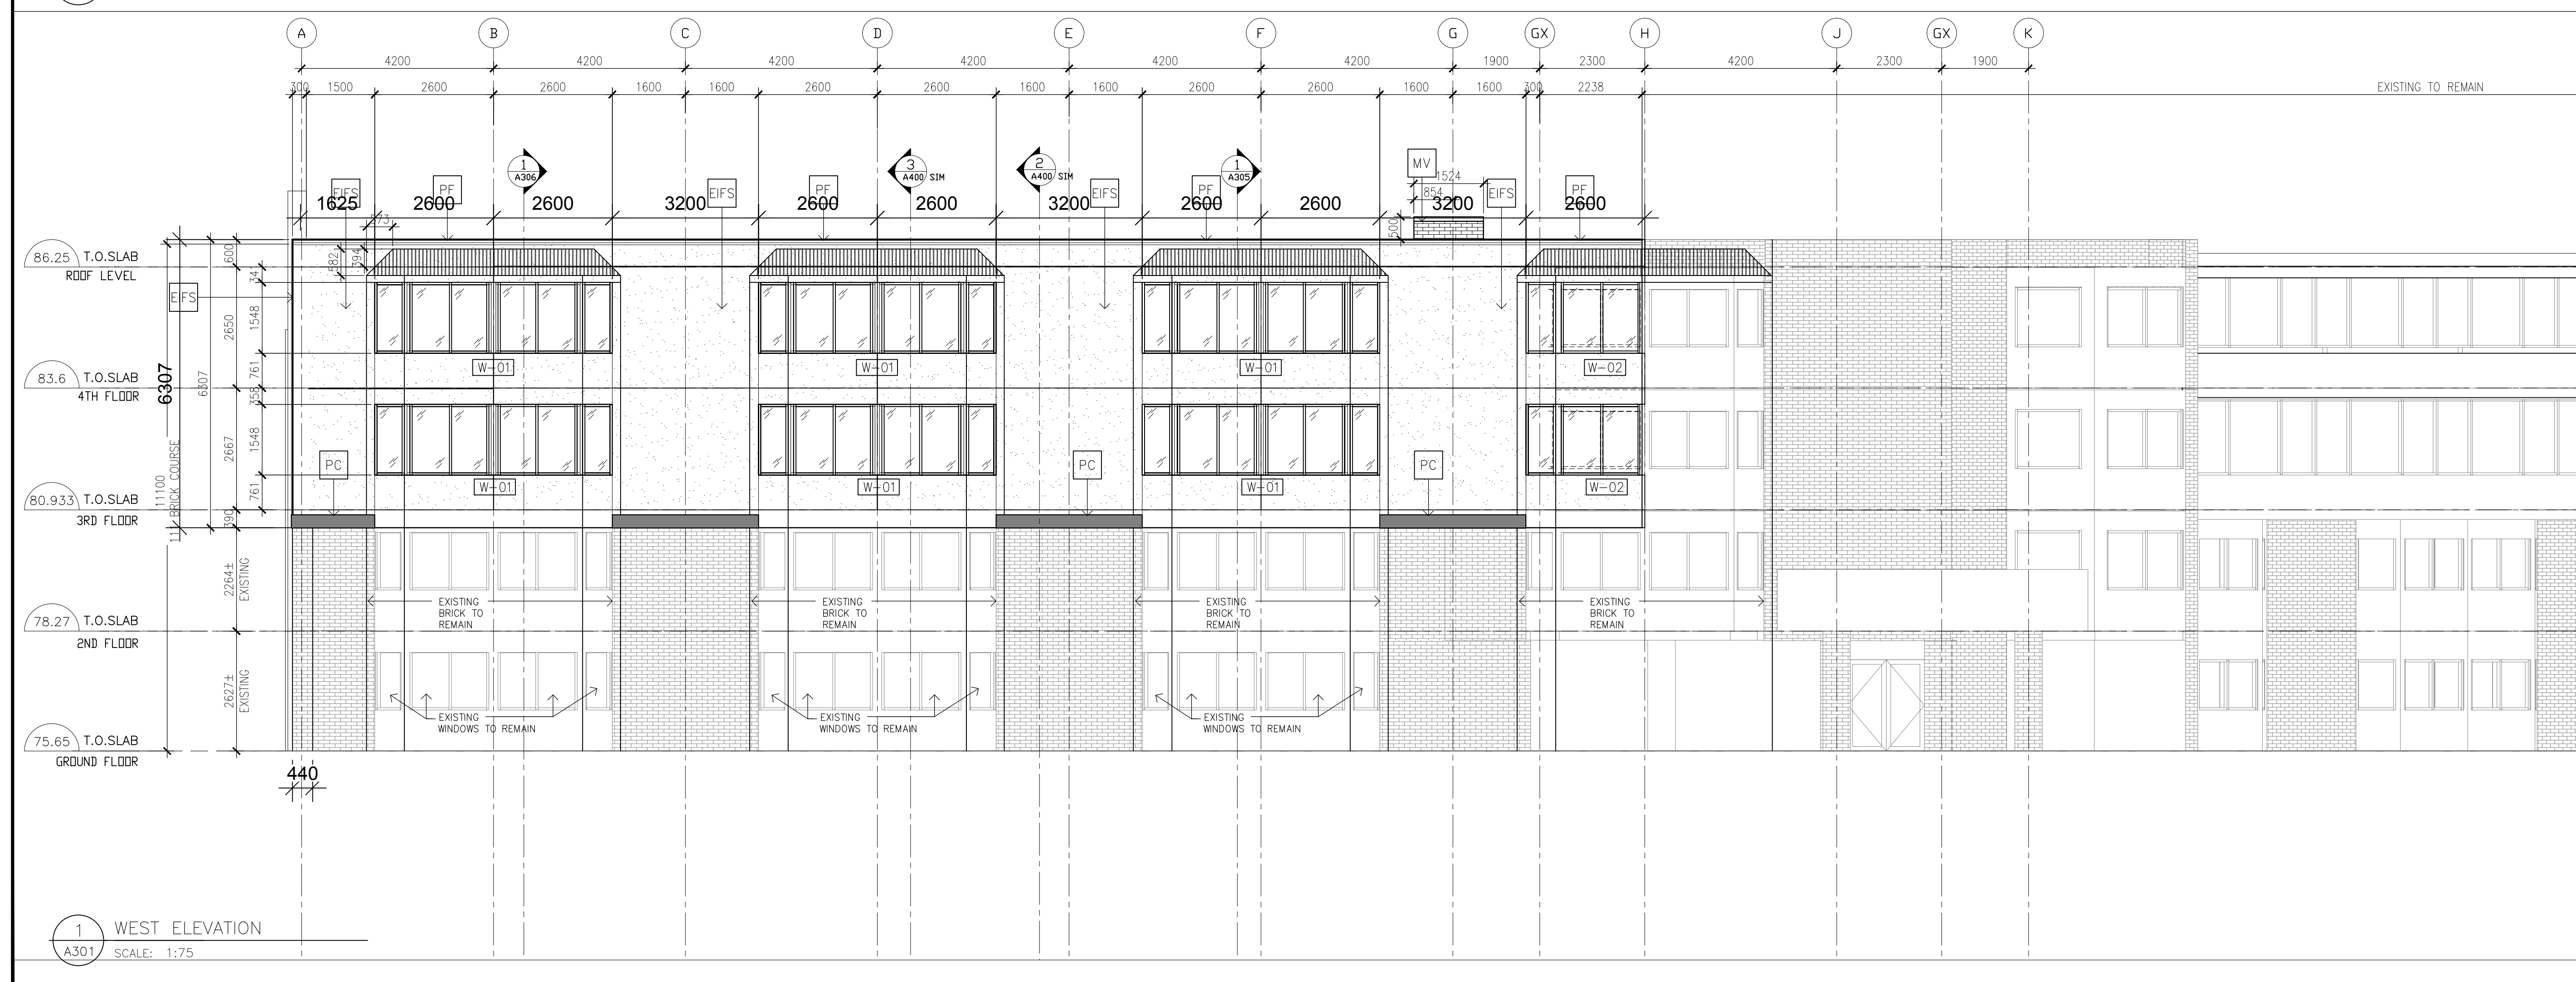 A B C D E F G GX H J GX K
4200 4200 4200 4200 4200 4200 1900 2300 4200 2300 1900
300 1500 2600 2600 1600 1600 2600 2600 1600 1600 2600 2600 1600 1600 300 2238 EXISTING TO REMAIN
1 A306
3 A400 SIM
2 A400 SIM
1 A305
MV
1524
854
500
EIFS PF EIFS PF EIFS PF EIFS PF
1625 2600 2600 3200 2600 2600 3200 2600 2600 3200 2600
273
582
394
86.25 T.O.SLAB
ROOF LEVEL
EIFS
600
34
2650
1548
761
W-01 W-01 W-01 W-02
83.6 T.O.SLAB
4TH FLOOR
6307
6307
358
2667
1548
761
PC PC PC
W-01 W-01 W-01 W-02
80.933 T.O.SLAB
3RD FLOOR
11100
BRICK COURSE
390
2264±
EXISTING
EXISTING
BRICK TO
REMAIN
EXISTING
BRICK TO
REMAIN
EXISTING
BRICK TO
REMAIN
EXISTING
BRICK TO
REMAIN
78.27 T.O.SLAB
2ND FLOOR
2627±
EXISTING
EXISTING
WINDOWS TO REMAIN
EXISTING
WINDOWS TO REMAIN
EXISTING
WINDOWS TO REMAIN
75.65 T.O.SLAB
GROUND FLOOR
440
1
A301
WEST ELEVATION
SCALE: 1:75